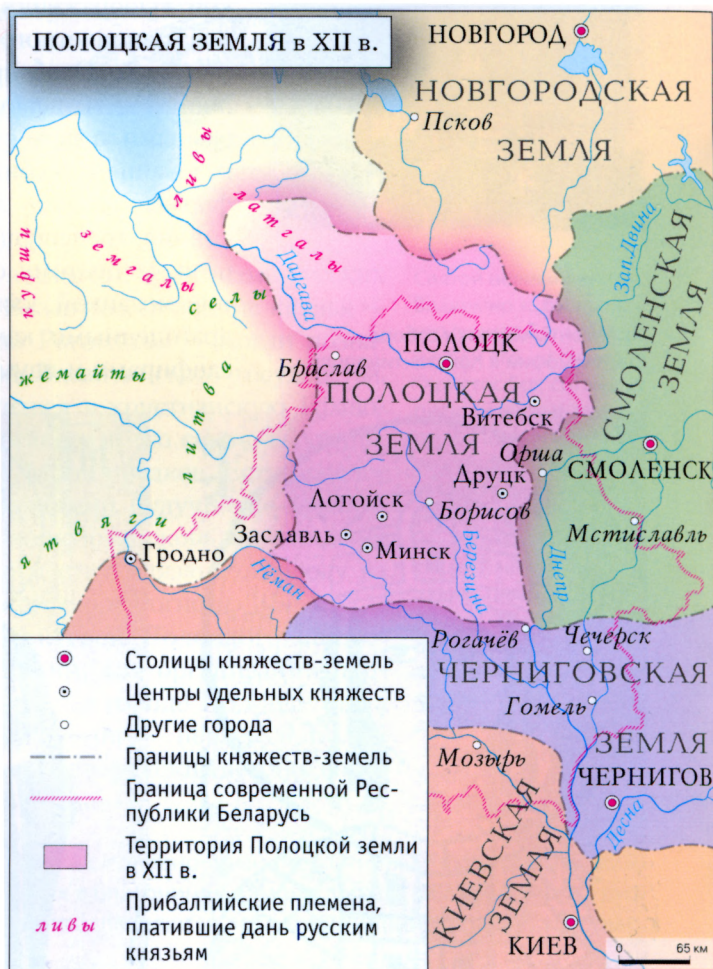 ПОЛОЦКАЯ ЗЕМЛЯ в XII в.
НОВГОРОД
НОВГОРОДСКАЯ
ЗЕМЛЯ
Псков
ливы
латгалы
курши
земгалы
селы
Даугава
Зап. Двина
СМОЛЕНСКАЯ
ЗЕМЛЯ
жемайты
литва
Браслав
ПОЛОЦК
ПОЛОЦКАЯ
ЗЕМЛЯ
Витебск
Орша
СМОЛЕНСК
Друцк
Логойск
Борисов
Заславль
Минск
Мстиславль
ятвяги
Гродно
Нёман
Березина
Днепр
Рогачёв
Чечерск
ЧЕРНИГОВСКАЯ
ЗЕМЛЯ
Гомель
Мозырь
ЧЕРНИГОВ
Десна
КИЕВСКАЯ
ЗЕМЛЯ
КИЕВ
0 65 км
Столицы княжеств-земель
Центры удельных княжеств
Другие города
Границы княжеств-земель
Граница современной Рес-
публики Беларусь
Территория Полоцкой земли
в XII в.
ливы
Прибалтийские племена,
платившие дань русским
князьям